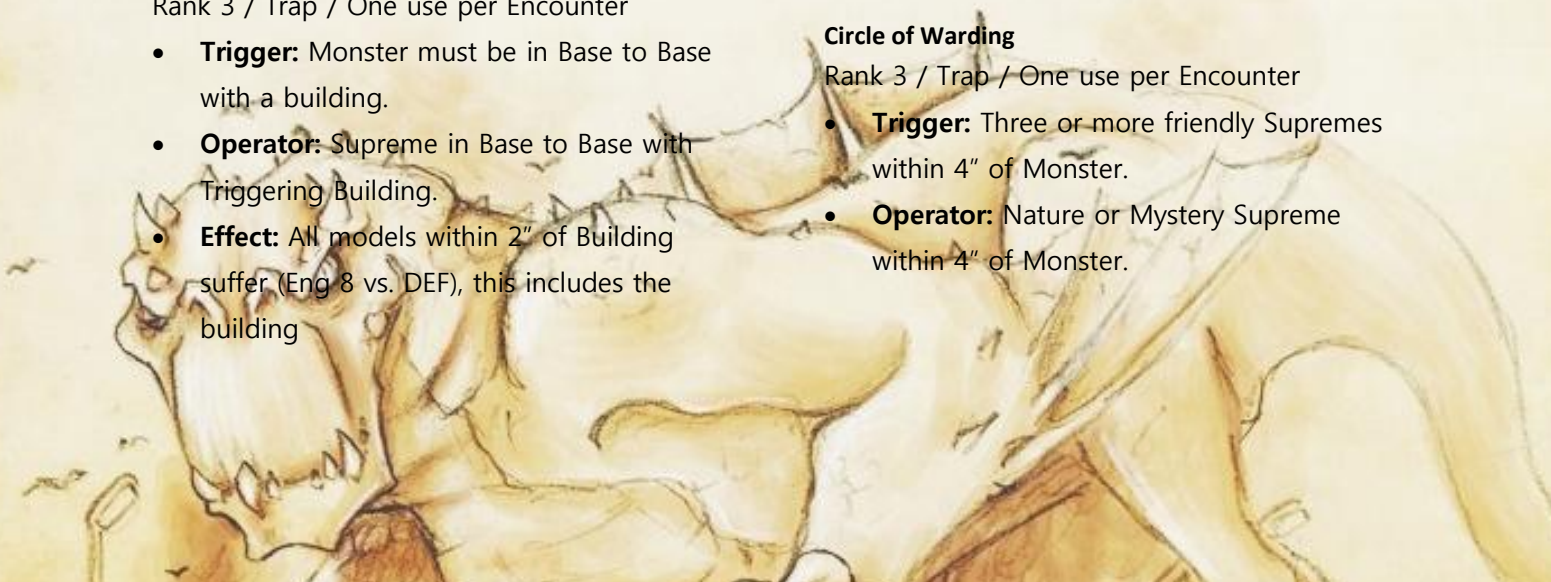 Rank 3 / Trap / One use per Encounter
• Trigger: Monster must be in Base to Base
with a building.
• Operator: Supreme in Base to Base with
Triggering Building.
• Effect: All models within 2” of Building
suffer (Eng 8 vs. DEF), this includes the
building
Circle of Warding
Rank 3 / Trap / One use per Encounter
• Trigger: Three or more friendly Supremes
within 4” of Monster.
• Operator: Nature or Mystery Supreme
within 4” of Monster.